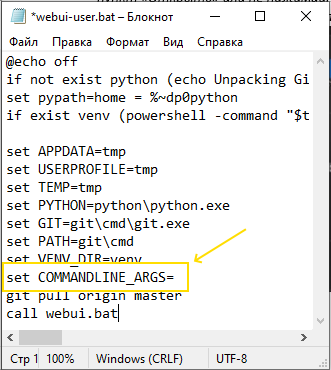 *webui-user.bat – Блокнот
Файл Правка Формат Вид Справка
@echo off
if not exist python (echo Unpacking Gi
set pypath=home = %~dp0python
if exist venv (powershell -command "$t
set APPDATA=tmp
set USERPROFILE=tmp
set TEMP=tmp
set PYTHON=python\python.exe
set GIT=git\cmd\git.exe
set PATH=git\cmd
set VENV_DIR=venv
set COMMANDLINE_ARGS=
git pull origin master
call webui.bat
Стр 1 100% Windows (CRLF) UTF-8